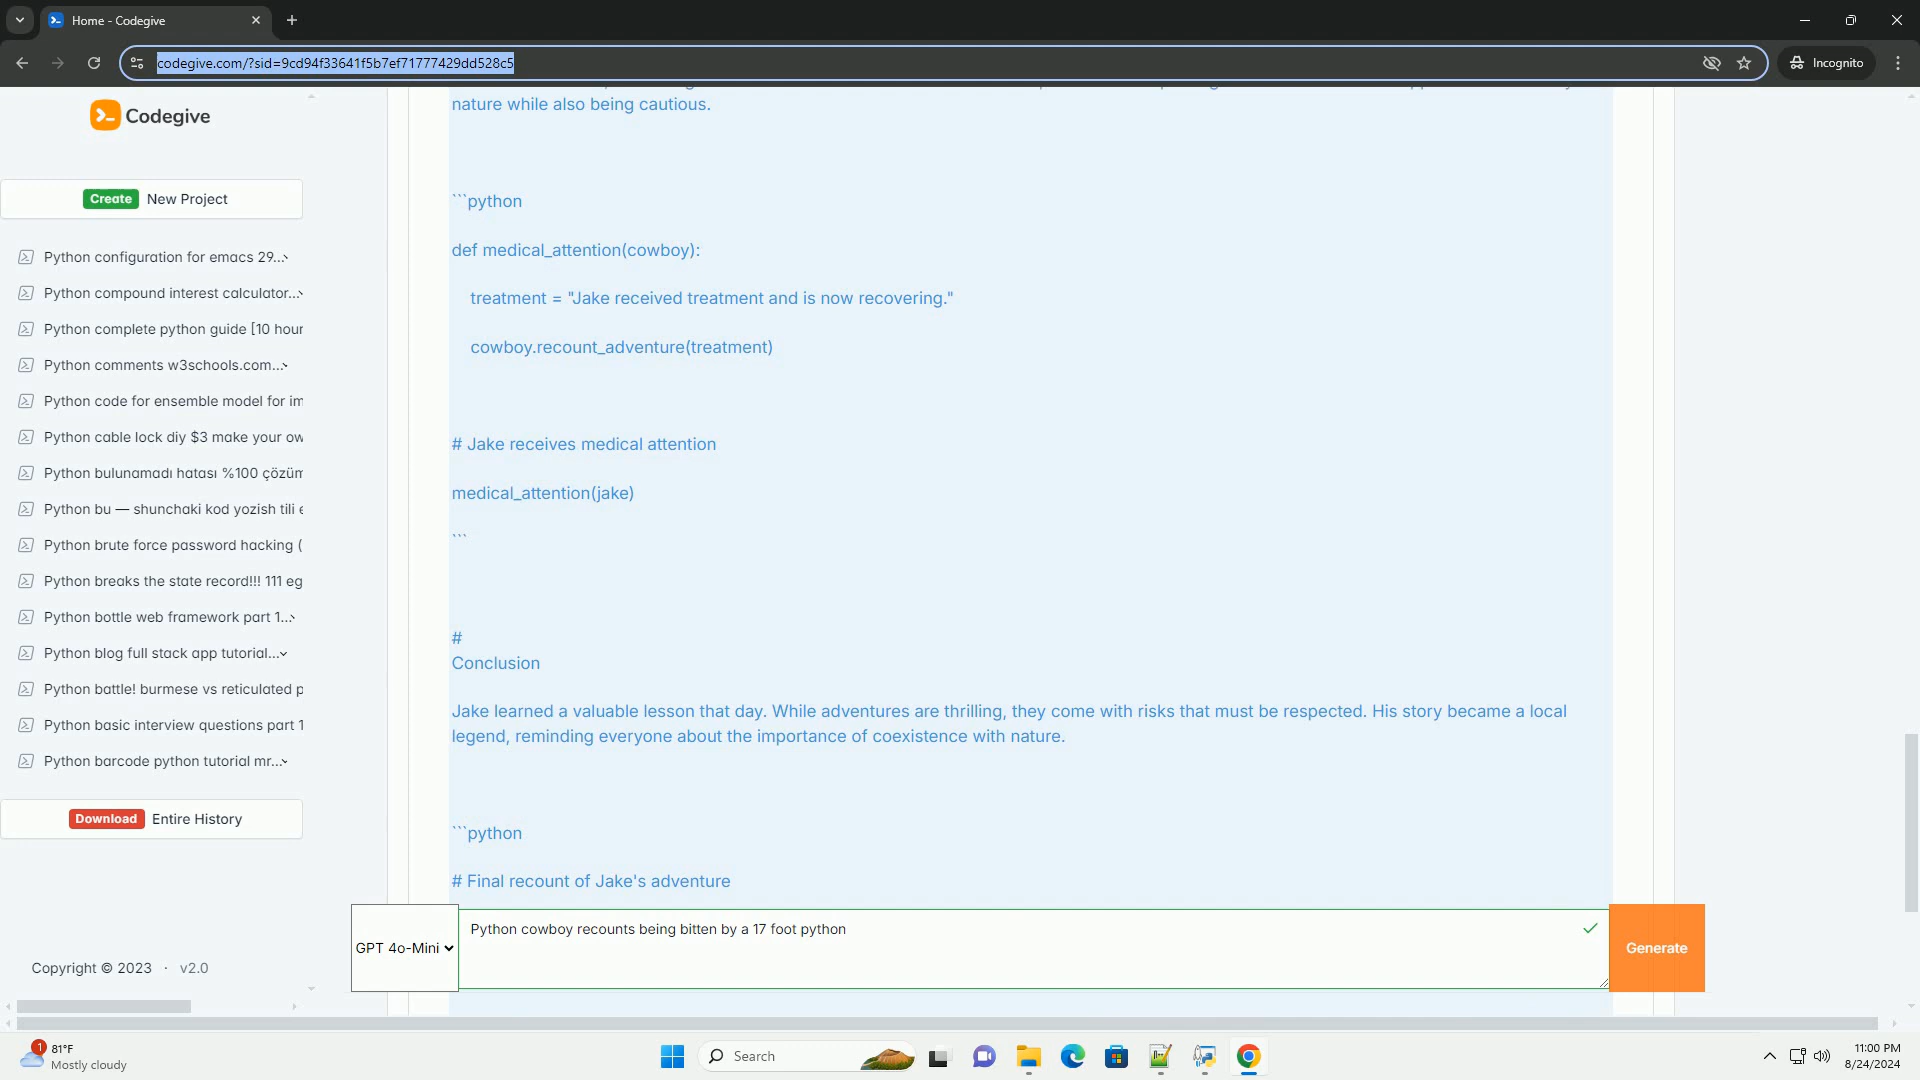 Home - Codegive
codegive.com/?sid=9cd94f33641f5b7ef71777429dd528c5
Incognito
Codegive
Create New Project
Python configuration for emacs 29...
Python compound interest calculator...
Python complete python guide [10 hour
Python comments w3schools.com...
Python code for ensemble model for im
Python cable lock diy $3 make your ow
Python bulunamadı hatası %100 çözüm
Python bu — shunchaki kod yozish tili e
Python brute force password hacking (
Python breaks the state record!!! 111 eg
Python bottle web framework part 1...
Python blog full stack app tutorial...
Python battle! burmese vs reticulated p
Python basic interview questions part 1
Python barcode python tutorial mr...
Download Entire History
Copyright © 2023 · v2.0
nature while also being cautious.
```python
def medical_attention(cowboy):
treatment = "Jake received treatment and is now recovering."
cowboy.recount_adventure(treatment)
# Jake receives medical attention
medical_attention(jake)
```
#
Conclusion
Jake learned a valuable lesson that day. While adventures are thrilling, they come with risks that must be respected. His story became a local
legend, reminding everyone about the importance of coexistence with nature.
```python
# Final recount of Jake's adventure
GPT 4o-Mini
Python cowboy recounts being bitten by a 17 foot python
Generate
1
81°F
Mostly cloudy
Search
11:00 PM
8/24/2024